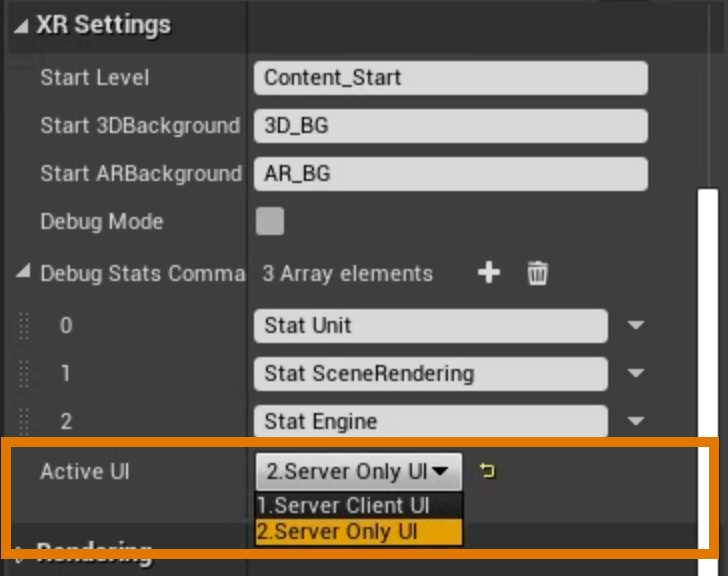 XR Settings
Start Level Content_Start
Start 3DBackground 3D_BG
Start ARBackground AR_BG
Debug Mode
Debug Stats Comma 3 Array elements
0 Stat Unit
1 Stat SceneRendering
2 Stat Engine
Active UI 2.Server Only UI
1.Server Client UI
2.Server Only UI
Rendering